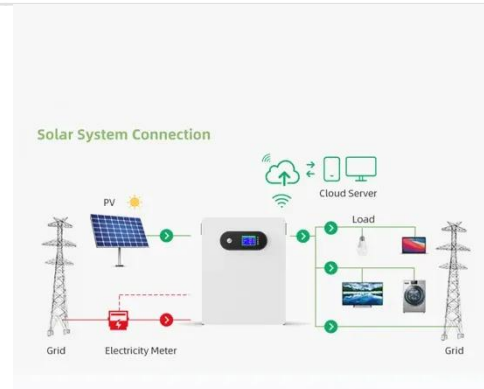 Solar System Connection
Cloud Server
PV
Load
Grid
Electricity Meter
Grid